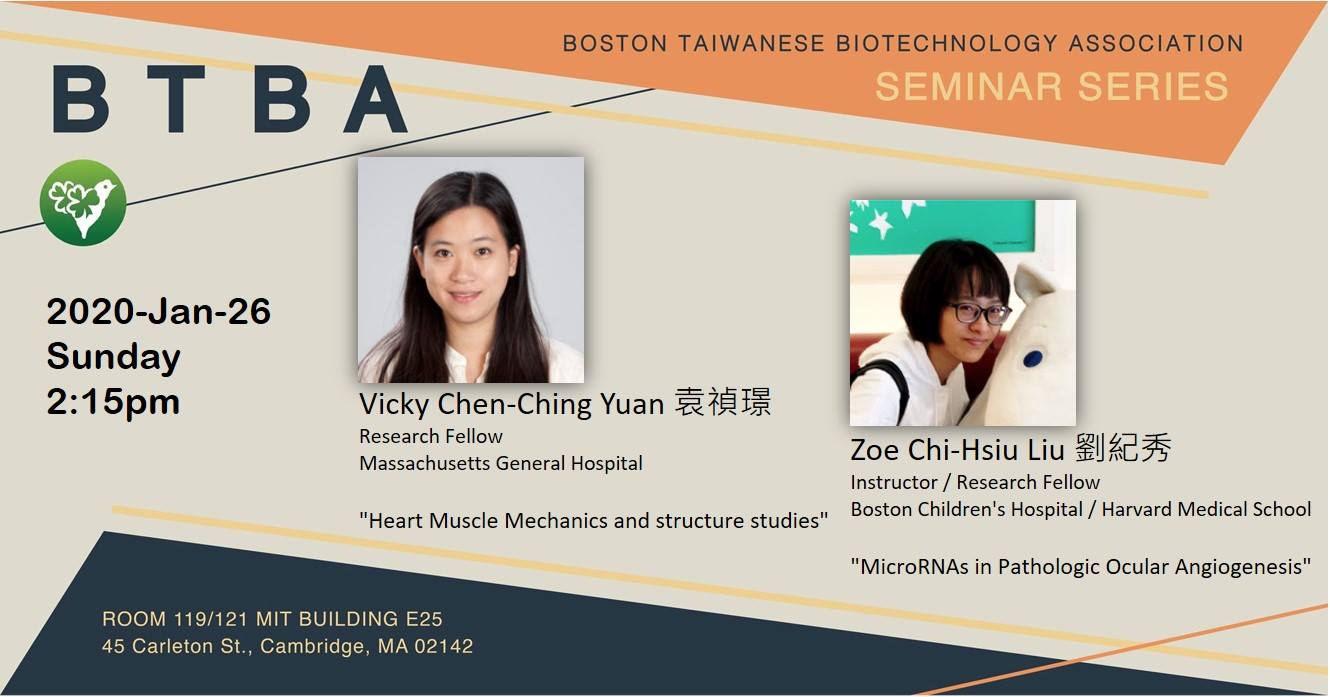 BOSTON TAIWANESE BIOTECHNOLOGY ASSOCIATION
SEMINAR SERIES
BTBA
2020-Jan-26
Sunday
2:15pm
Vicky Chen-Ching Yuan 袁禎璟
Research Fellow
Massachusetts General Hospital
"Heart Muscle Mechanics and structure studies"
Zoe Chi-Hsiu Liu 劉紀秀
Instructor / Research Fellow
Boston Children's Hospital / Harvard Medical School
"MicroRNAs in Pathologic Ocular Angiogenesis"
ROOM 119/121 MIT BUILDING E25
45 Carleton St., Cambridge, MA 02142